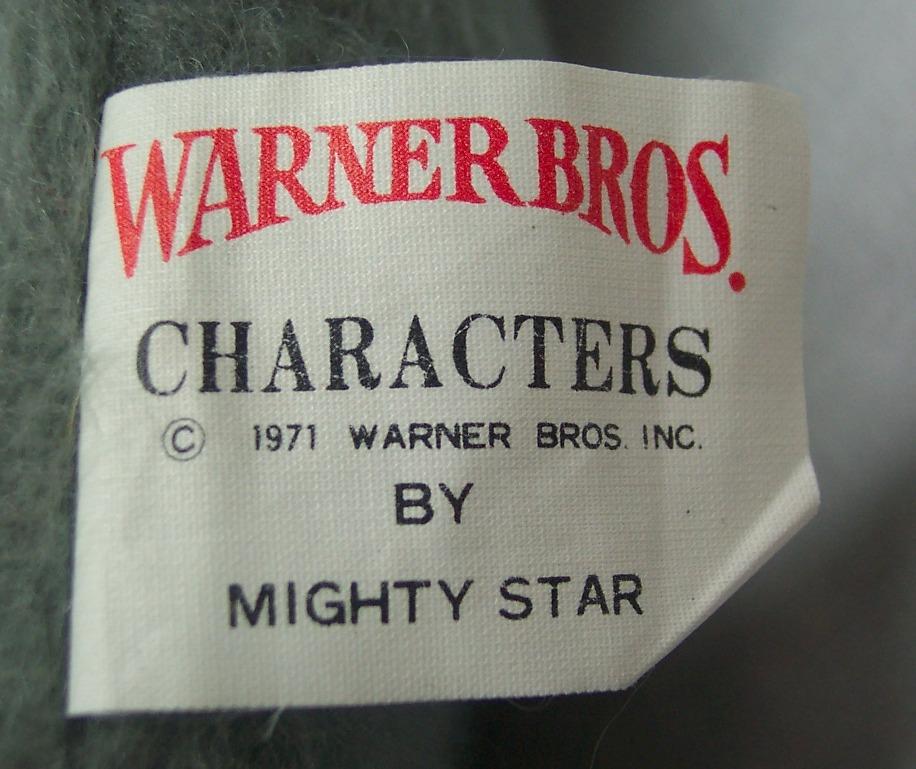 WARNER BROS.
CHARACTERS
© 1971 WARNER BROS. INC.
BY
MIGHTY STAR